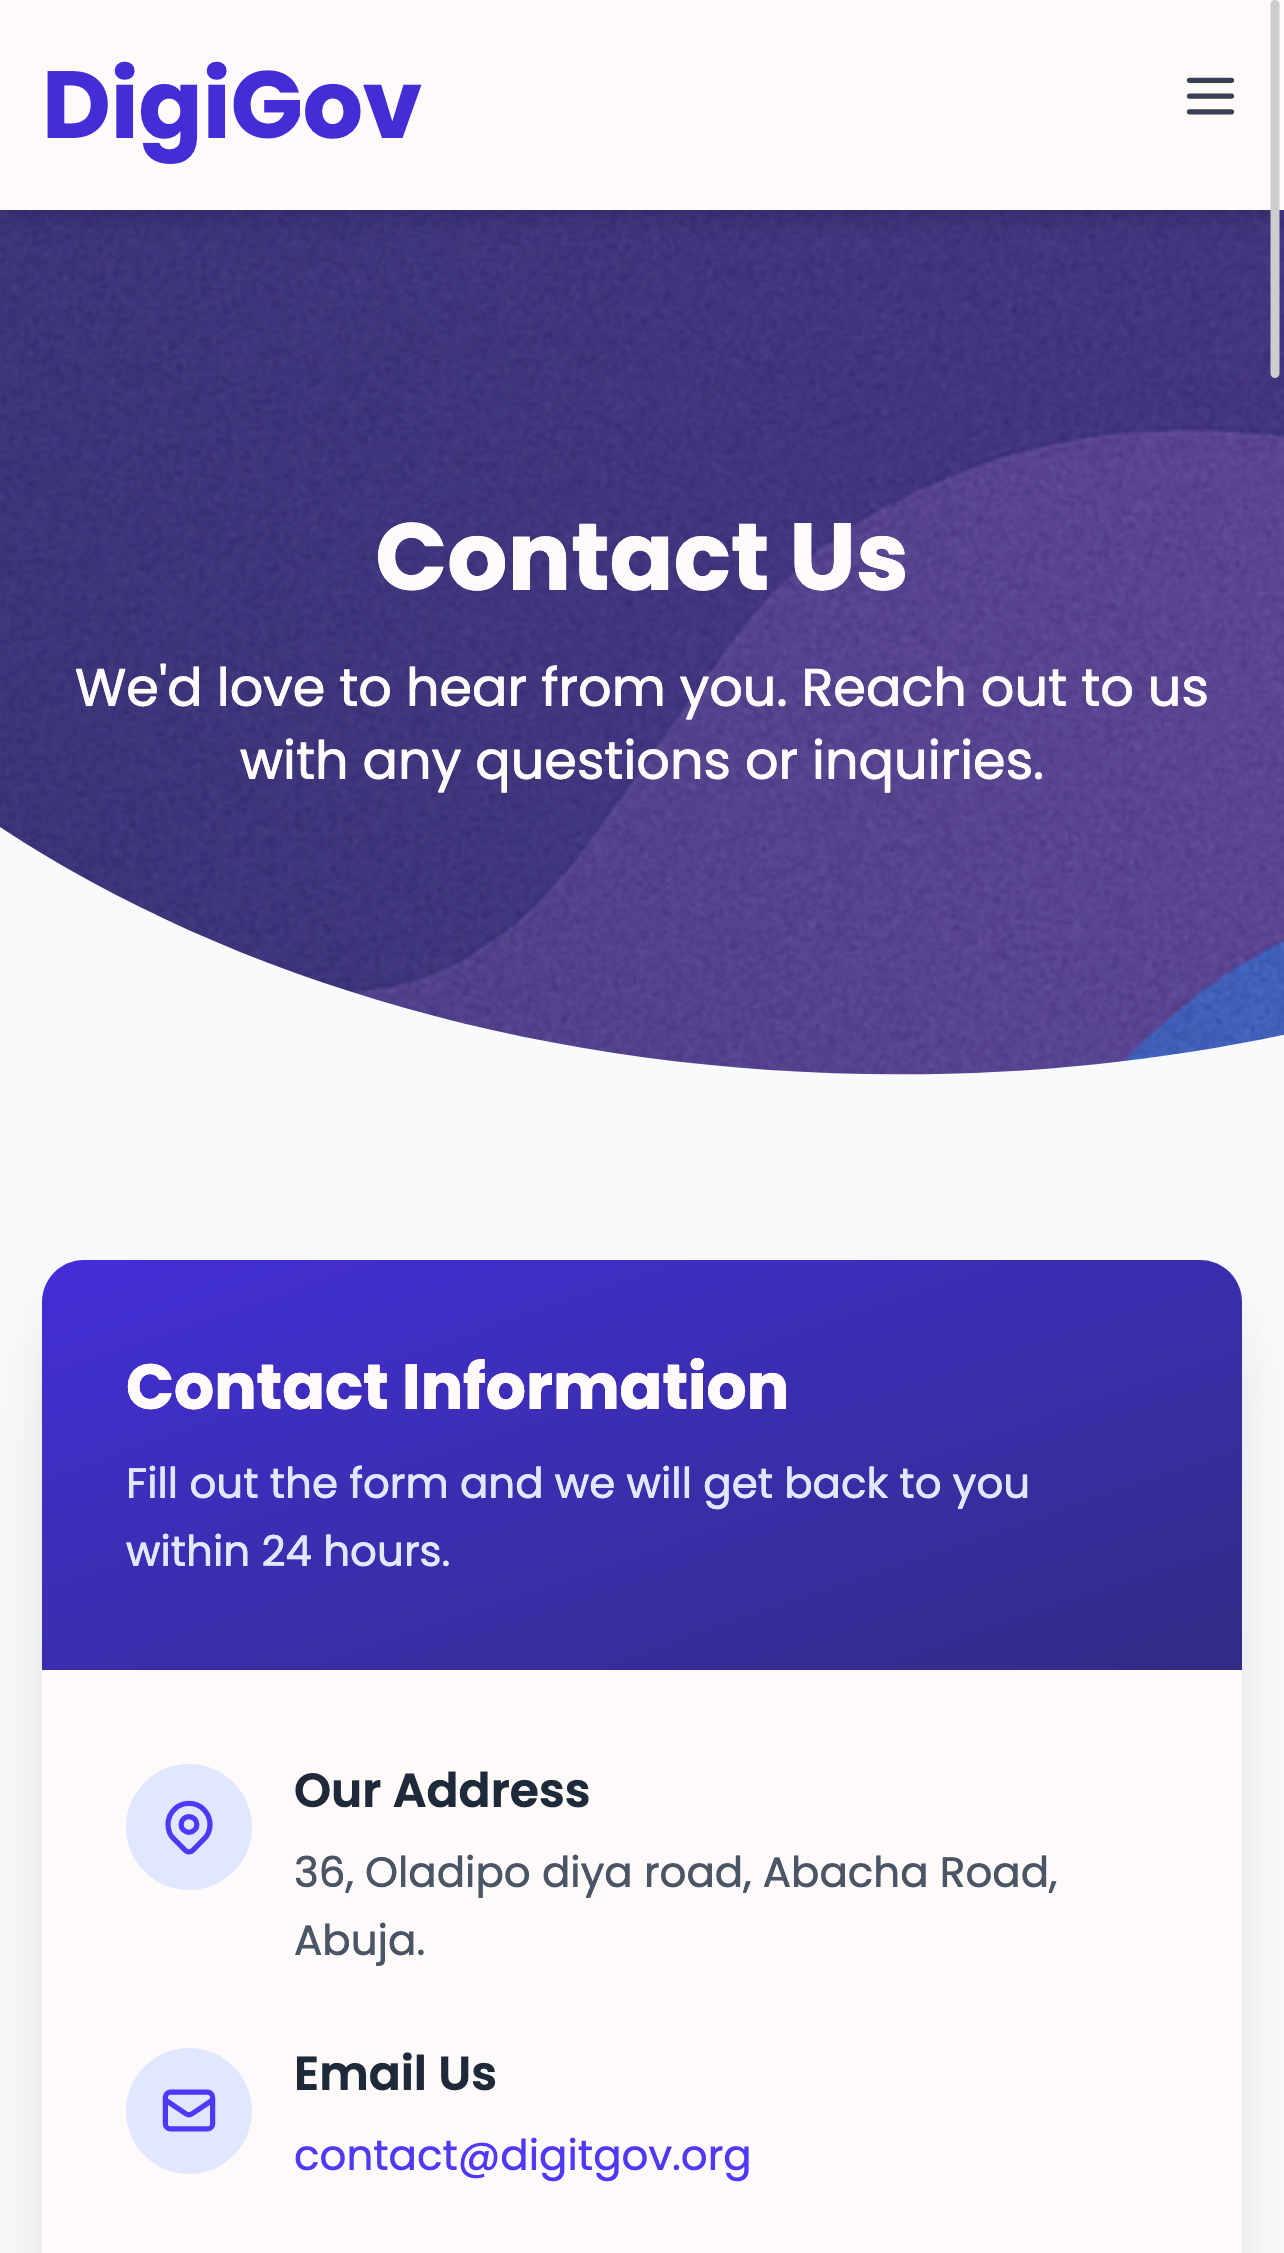 DigiGov
Contact Us
We'd love to hear from you. Reach out to us
with any questions or inquiries.
Contact Information
Fill out the form and we will get back to you
within 24 hours.
Our Address
36, Oladipo diya road, Abacha Road,
Abuja.
Email Us
contact@digitgov.org